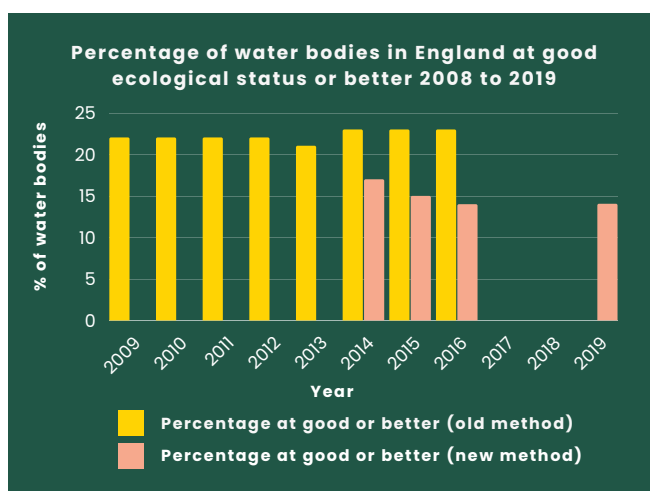 Percentage of water bodies in England at good
ecological status or better 2008 to 2019
% of water bodies
25
20
15
10
5
0
2009
2010
2011
2012
2013
2014
2015
2016
2017
2018
2019
Year
Percentage at good or better (old method)
Percentage at good or better (new method)